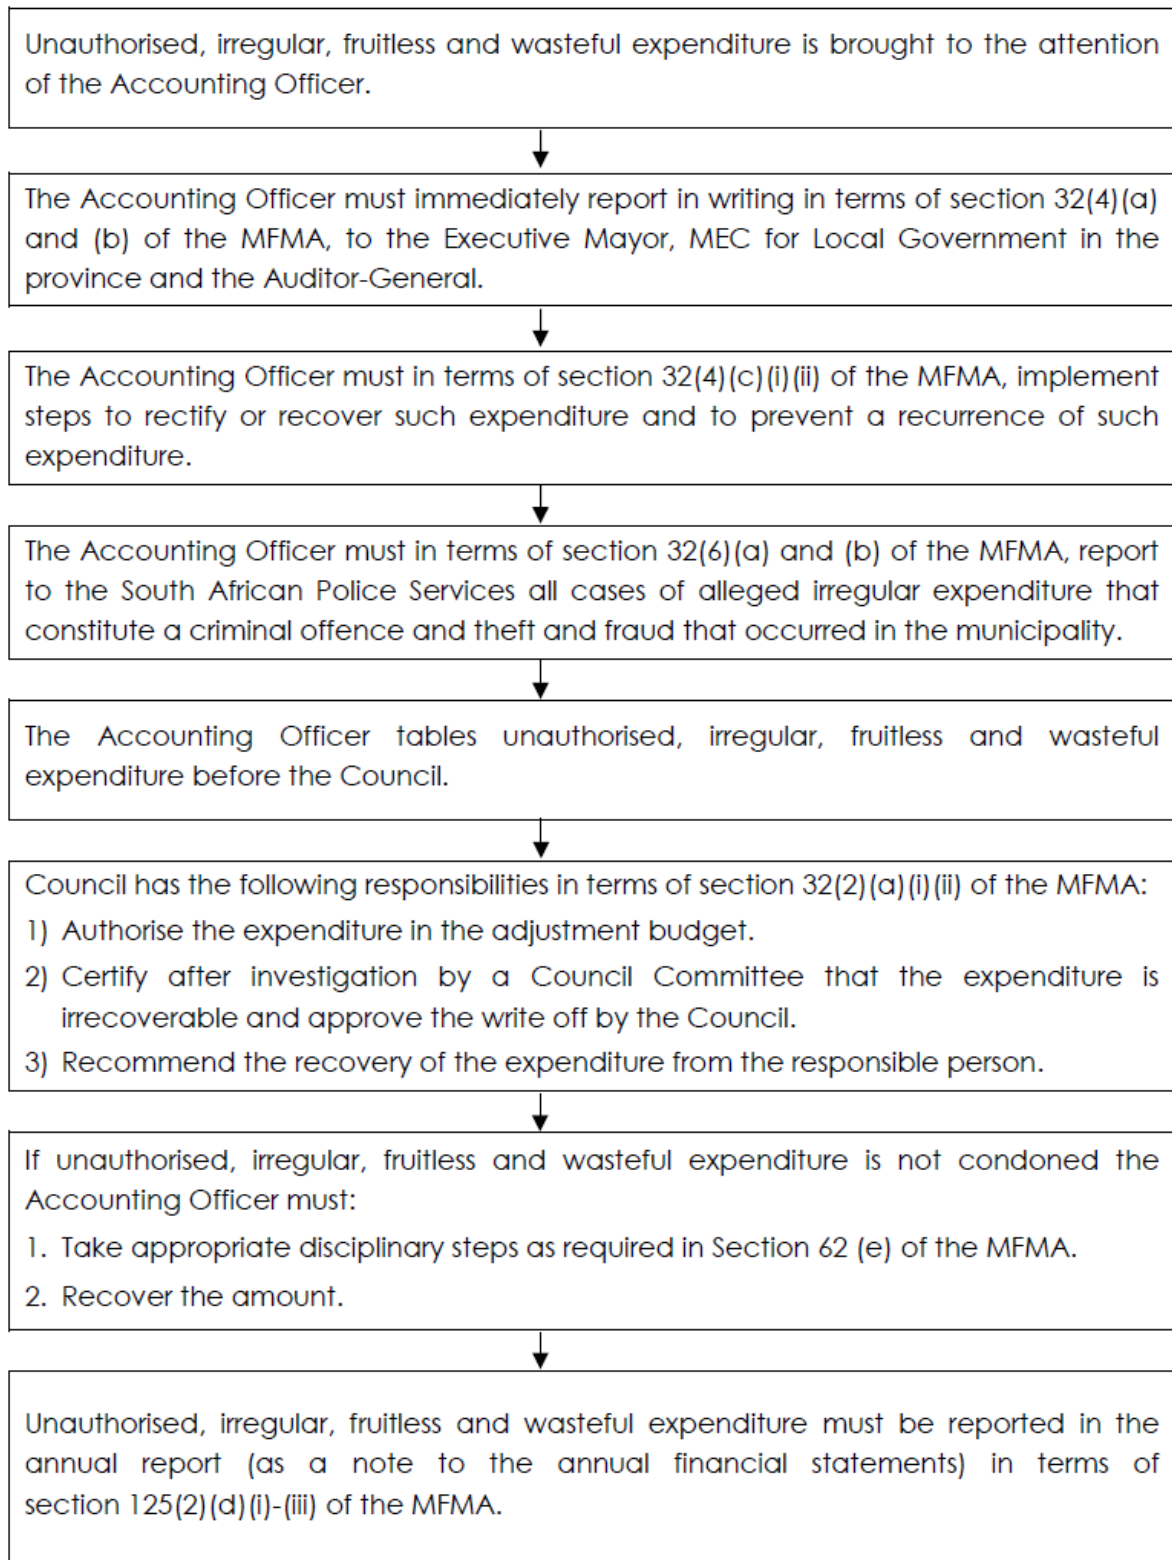 Unauthorised, irregular, fruitless and wasteful expenditure is brought to the attention
of the Accounting Officer.
The Accounting Officer must immediately report in writing in terms of section 32(4)(a)
and (b) of the MFMA, to the Executive Mayor, MEC for Local Government in the
province and the Auditor-General.
The Accounting Officer must in terms of section 32(4)(c)(i)(ii) of the MFMA, implement
steps to rectify or recover such expenditure and to prevent a recurrence of such
expenditure.
The Accounting Officer must in terms of section 32(6)(a) and (b) of the MFMA, report
to the South African Police Services all cases of alleged irregular expenditure that
constitute a criminal offence and theft and fraud that occurred in the municipality.
The Accounting Officer tables unauthorised, irregular, fruitless and wasteful
expenditure before the Council.
Council has the following responsibilities in terms of section 32(2)(a)(i)(ii) of the MFMA:
1) Authorise the expenditure in the adjustment budget.
2) Certify after investigation by a Council Committee that the expenditure is
irrecoverable and approve the write off by the Council.
3) Recommend the recovery of the expenditure from the responsible person.
If unauthorised, irregular, fruitless and wasteful expenditure is not condoned the
Accounting Officer must:
1. Take appropriate disciplinary steps as required in Section 62 (e) of the MFMA.
2. Recover the amount.
Unauthorised, irregular, fruitless and wasteful expenditure must be reported in the
annual report (as a note to the annual financial statements) in terms of
section 125(2)(d)(i)-(iii) of the MFMA.